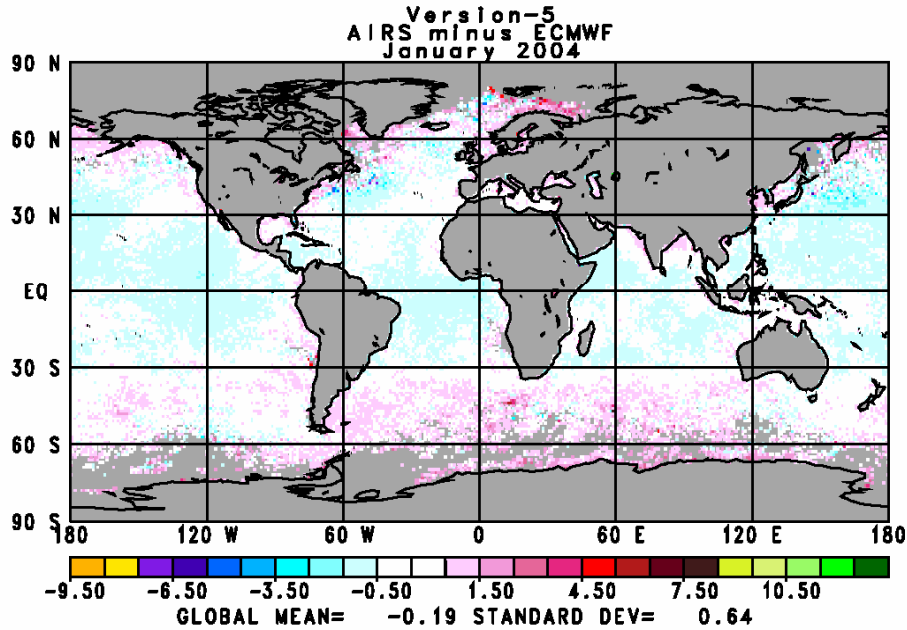 Version-5
AIRS minus ECMWF
January 2004
90 N
60 N
30 N
EQ
30 S
60 S
90 S
180 120 W 60 W 0 60 E 120 E 180
-9.50 -6.50 -3.50 -0.50 1.50 4.50 7.50 10.50
GLOBAL MEAN= -0.19 STANDARD DEV= 0.64